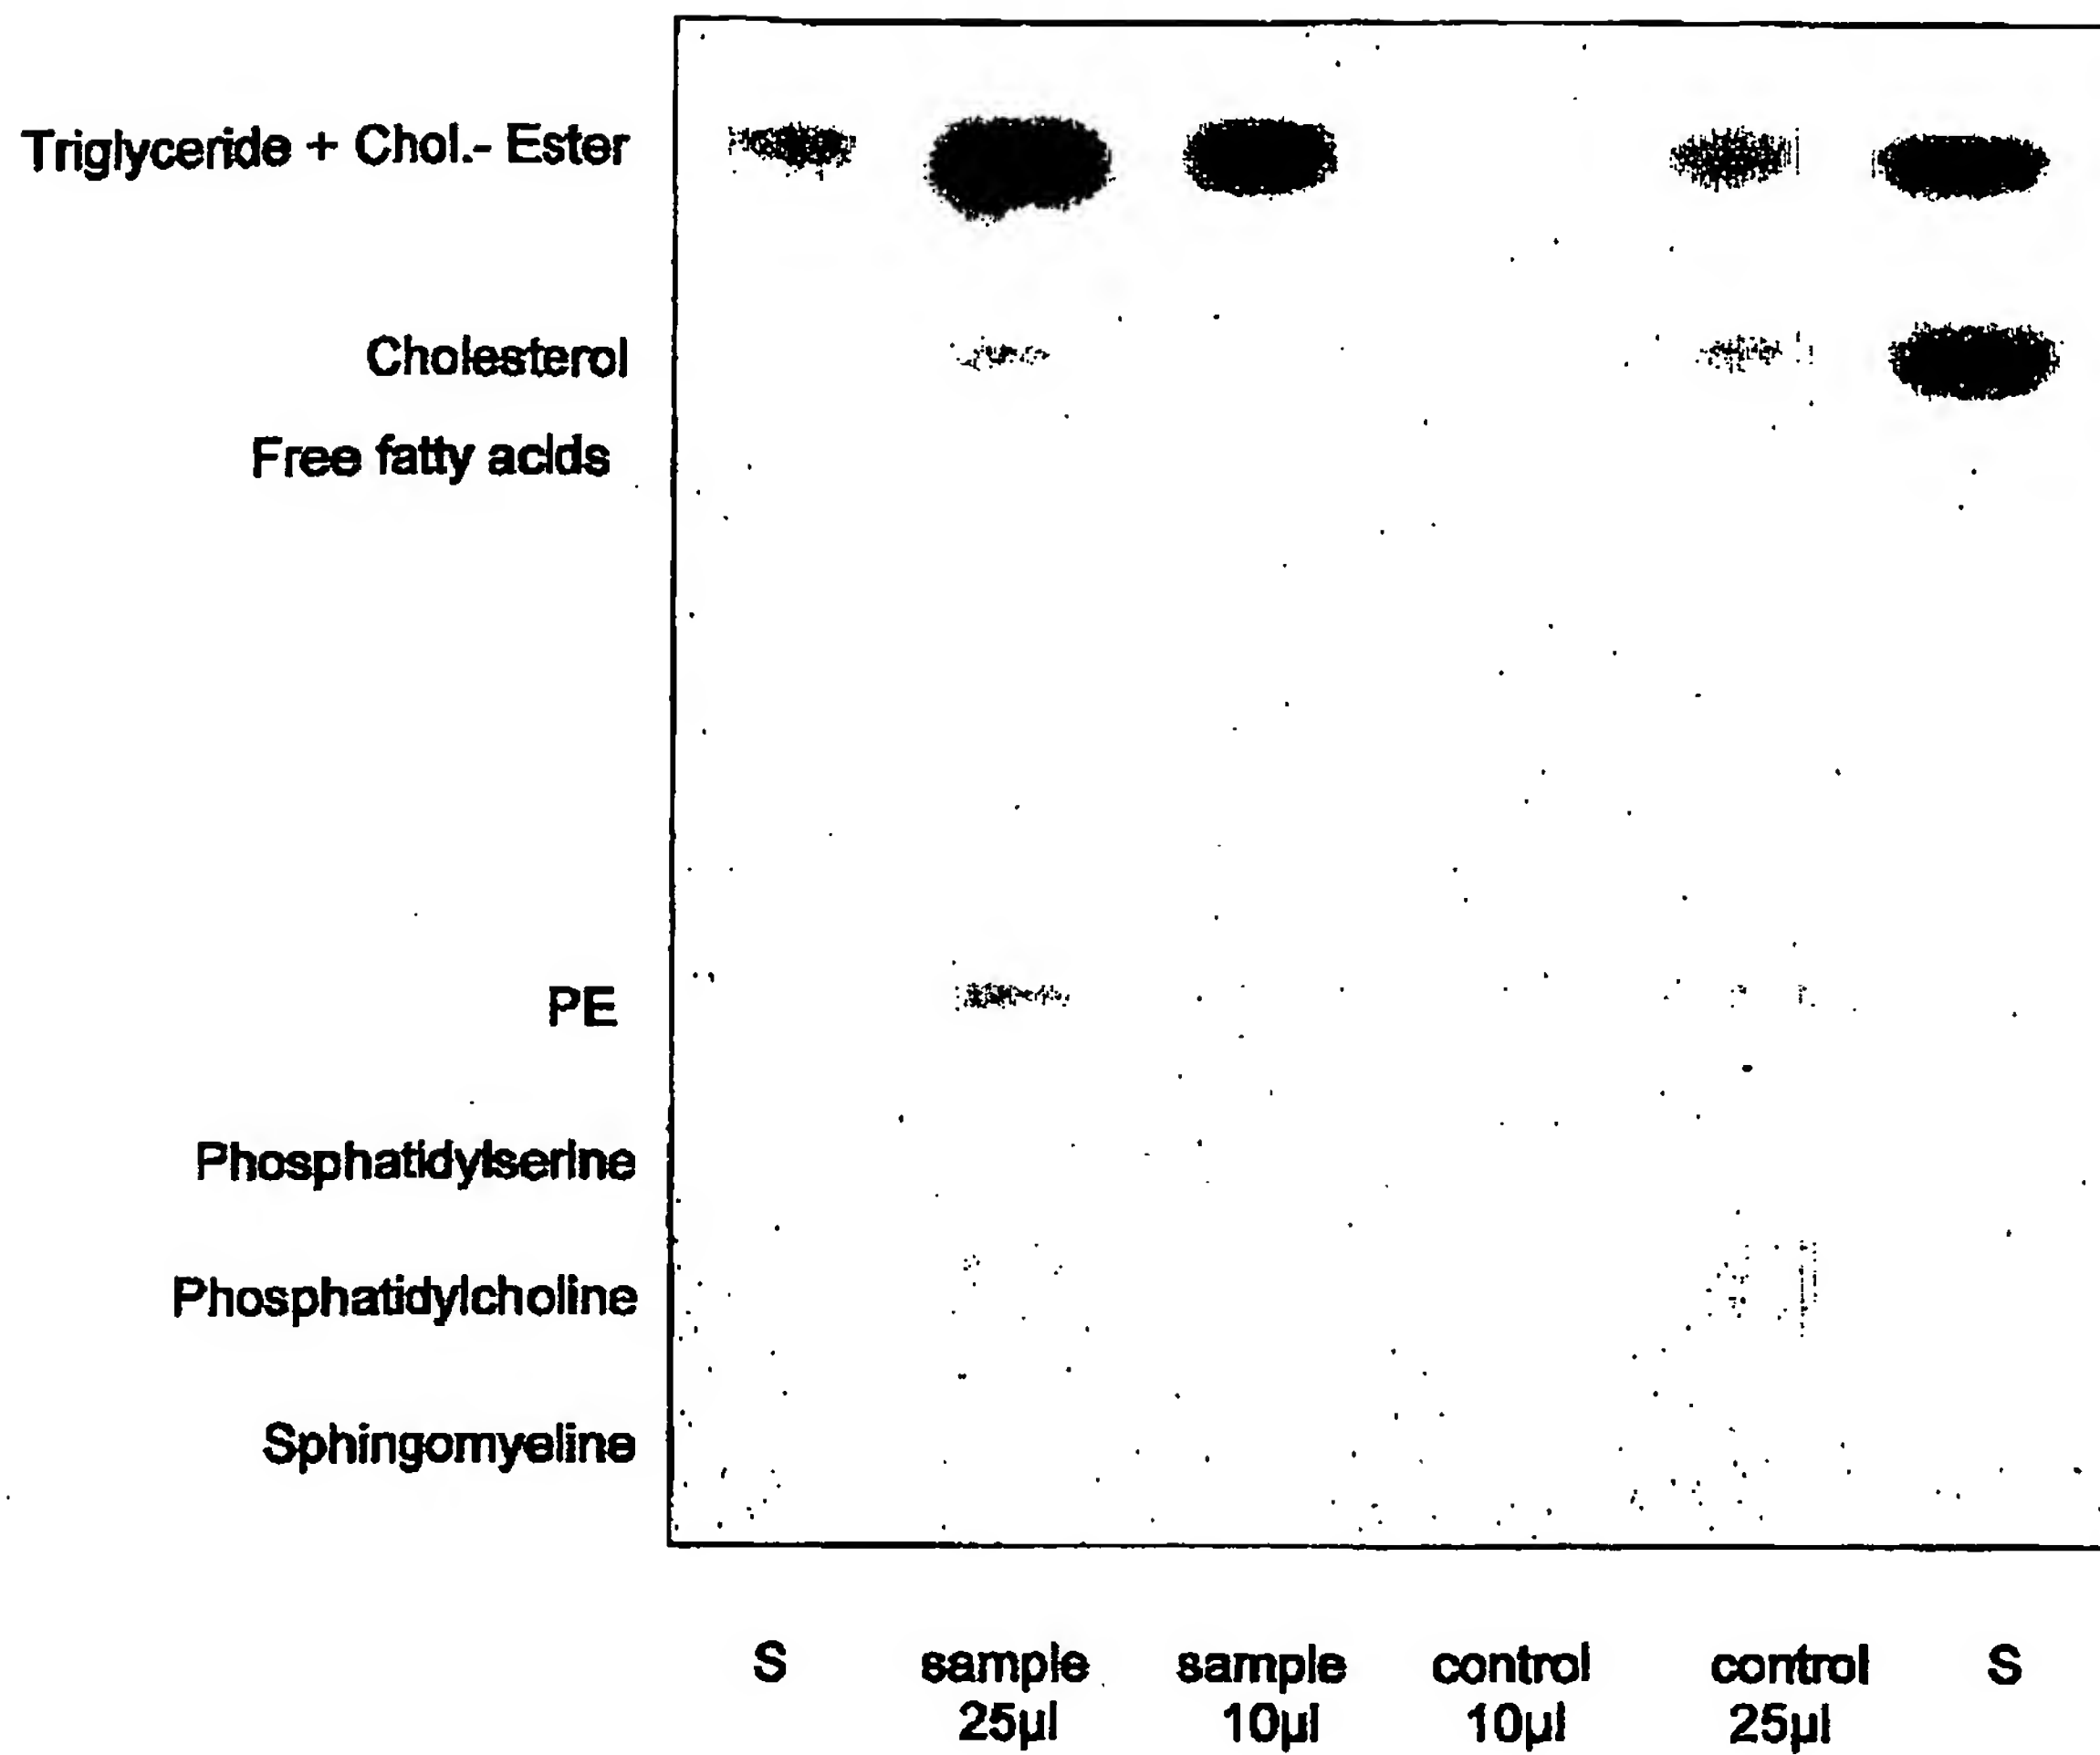 Triglyceride + Chol.- Ester
Cholesterol
Free fatty acids
PE
Phosphatidylserine
Phosphatidylcholine
Sphingomyeline
S sample sample control control S
25µl 10µl 10µl 25µl